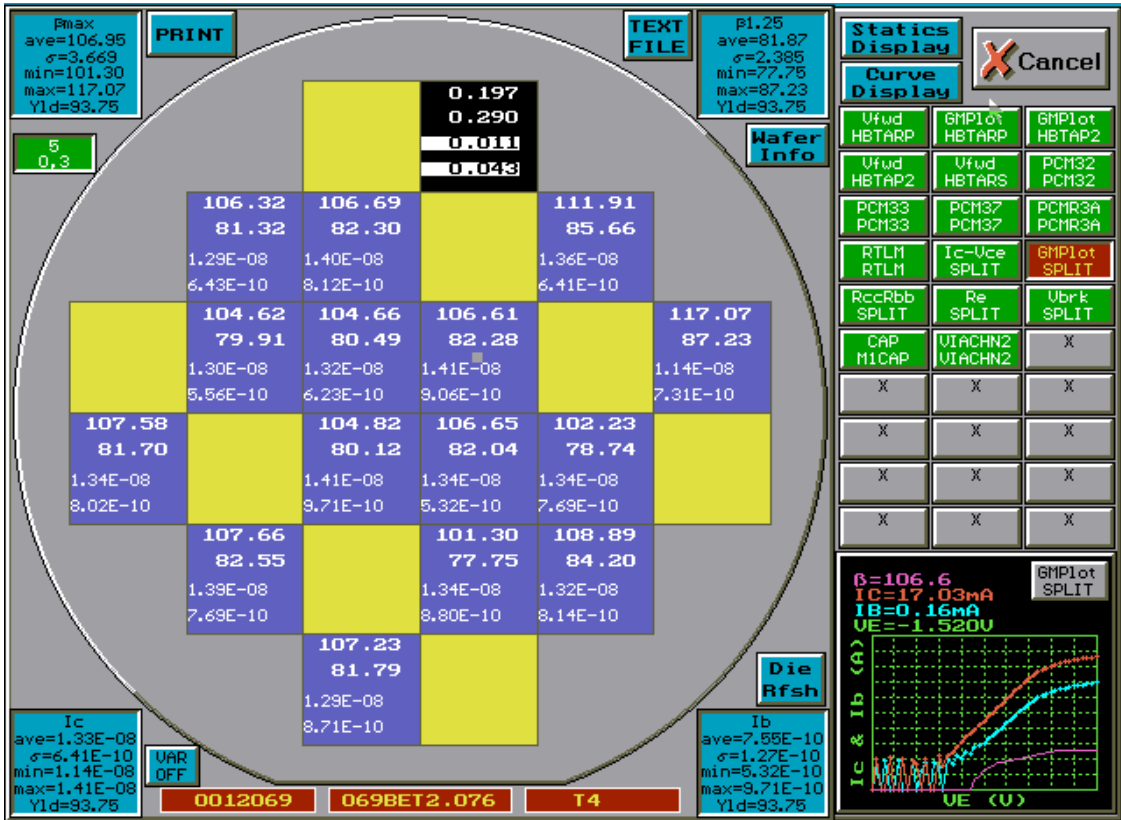 βmax
ave=106.95
σ=3.669
min=101.30
max=117.07
Yld=93.75
PRINT
TEXT
FILE
β1.25
ave=81.87
σ=2.385
min=77.75
max=87.23
Yld=93.75
Statics
Display
Curve
Display
Cancel
5
0,3
Wafer
Info
0.197
0.290
0.011
0.043
106.32
81.32
1.29E-08
6.43E-10
106.69
82.30
1.40E-08
8.12E-10
111.91
85.66
1.36E-08
6.41E-10
104.62
79.91
1.30E-08
5.56E-10
104.66
80.49
1.32E-08
6.23E-10
106.61
82.28
1.41E-08
9.06E-10
117.07
87.23
1.14E-08
7.31E-10
107.58
81.70
1.34E-08
8.02E-10
104.82
80.12
1.41E-08
9.71E-10
106.65
82.04
1.34E-08
5.32E-10
102.23
78.74
1.34E-08
7.69E-10
107.66
82.55
1.39E-08
7.69E-10
101.30
77.75
1.34E-08
8.80E-10
108.89
84.20
1.32E-08
8.14E-10
107.23
81.79
1.29E-08
8.71E-10
Die
Rfsh
Ic
ave=1.33E-08
σ=6.41E-10
min=1.14E-08
max=1.41E-08
Yld=93.75
VAR
OFF
0012069
069BET2.076
T4
Ib
ave=7.55E-10
σ=1.27E-10
min=5.32E-10
max=9.71E-10
Yld=93.75
Vfwd
HBTARP
GMPlot
HBTARP
GMPlot
HBTAP2
Vfwd
HBTAP2
Vfwd
HBTARS
PCM32
PCM32
PCM33
PCM33
PCM37
PCM37
PCMR3A
PCMR3A
RTLM
RTLM
Ic-Vce
SPLIT
GMPlot
SPLIT
RccRbb
SPLIT
Re
SPLIT
Vbrk
SPLIT
CAP
M1CAP
VIACHN2
VIACHN2
X
X
X
X
X
X
X
X
X
X
X
X
X
β=106.6
IC=17.03mA
IB=0.16mA
VE=-1.520V
GMPlot
SPLIT
Ic & Ib (A)
VE (V)